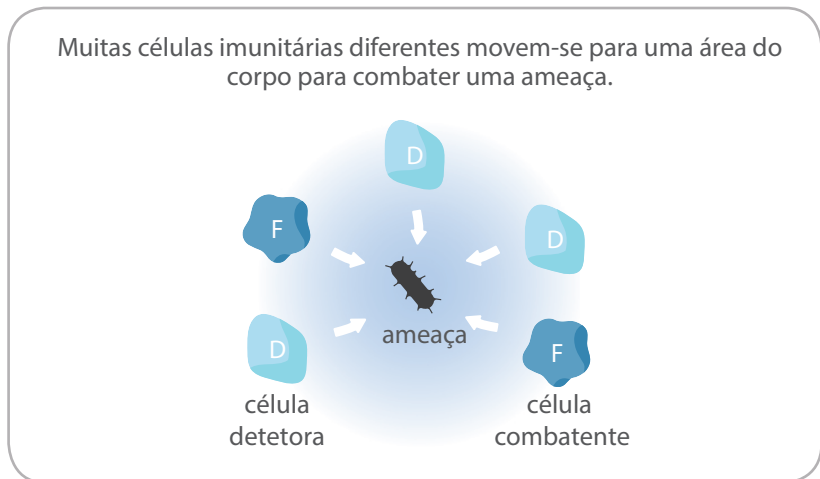 Muitas células imunitárias diferentes movem-se para uma área do
corpo para combater uma ameaça.
D
F
D
D
ameaça
F
célula
detetora
célula
combatente